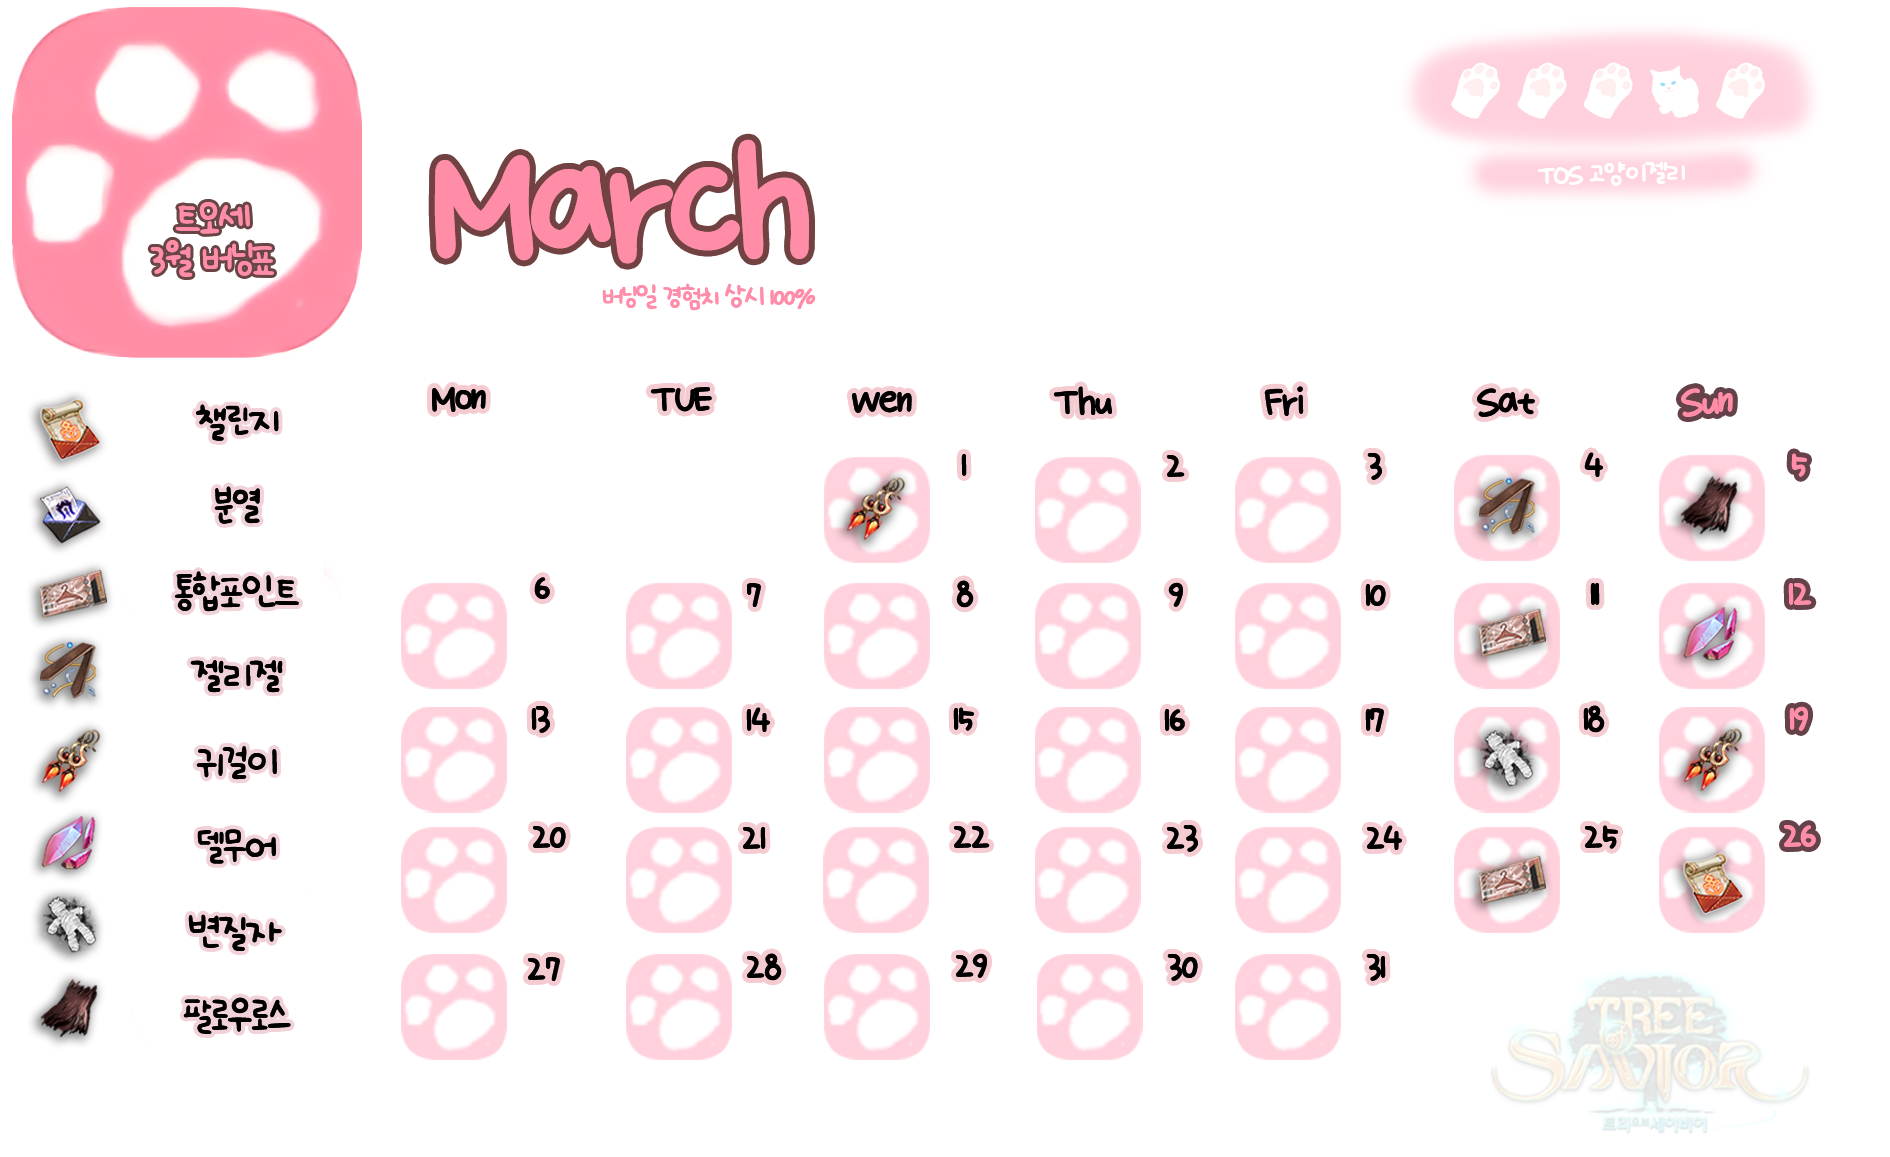 트오세
3월 버닝표
March
버닝일 경험치 상시 100%
TOS 고양이젤리
챌린지
분열
통합포인트
젤리젤
귀걸이
델무어
변질자
팔로우로스
Mon TUE wen Thu Fri Sat Sun
1 2 3 4 5
6 7 8 9 10 11 12
13 14 15 16 17 18 19
20 21 22 23 24 25 26
27 28 29 30 31
TREE
of
SAVIOR
트리오브세이비어